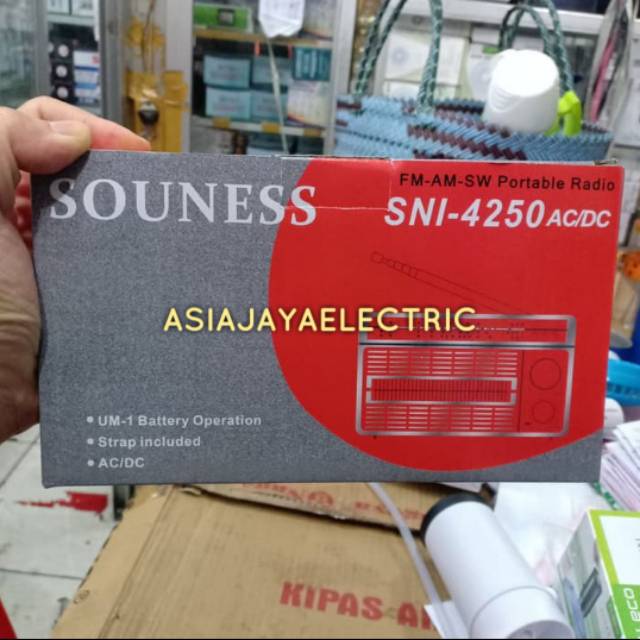 FM-AM-SW Portable Radio
SOUNESS
SNI-4250 AC/DC
ASIAJAYAELECTRIC
• UM-1 Battery Operation
• Strap included
• AC/DC
KIPAS
eco